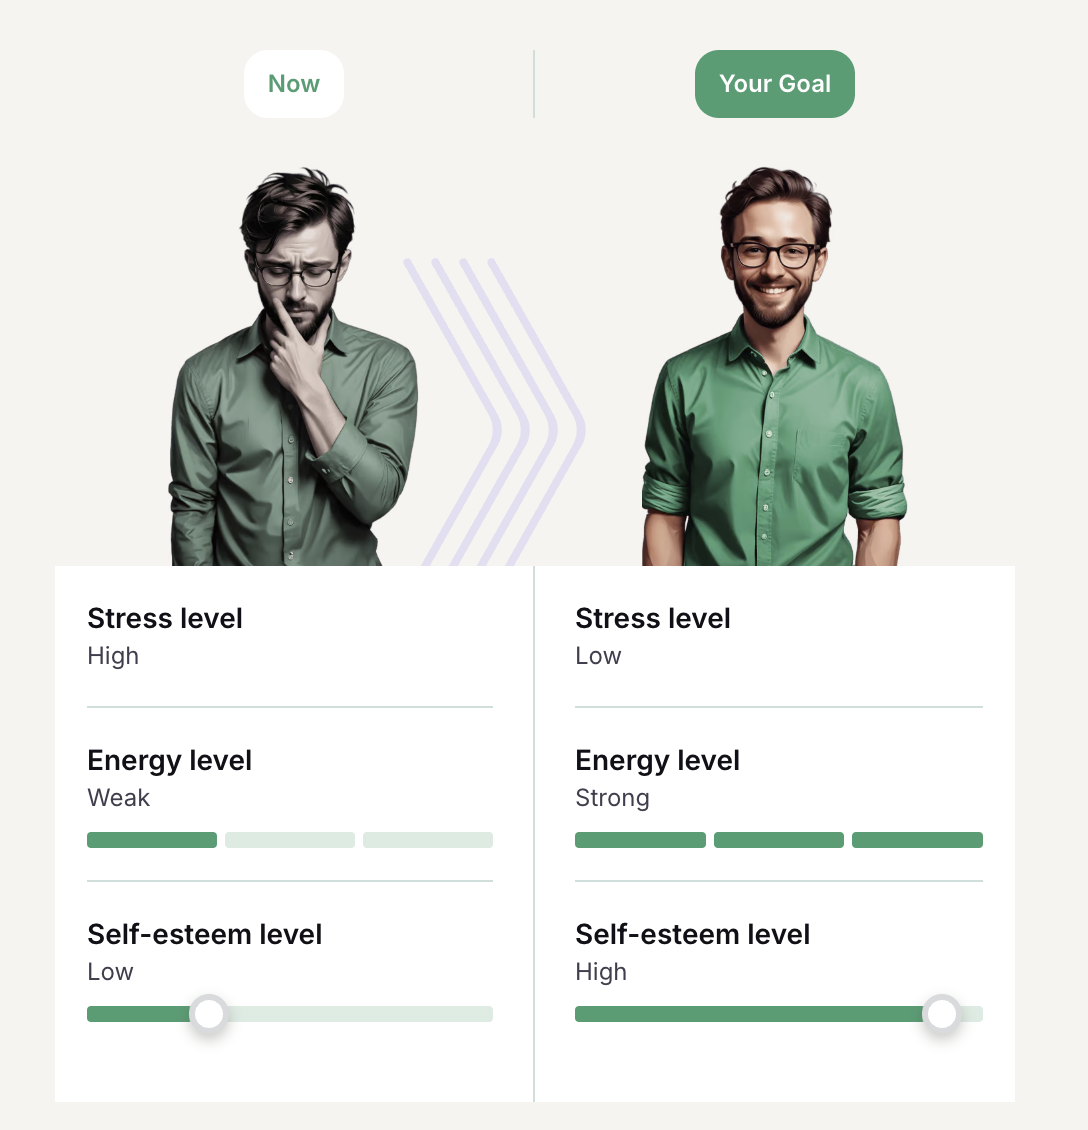 Now
Your Goal
Stress level
High
Energy level
Weak
Self-esteem level
Low
Stress level
Low
Energy level
Strong
Self-esteem level
High